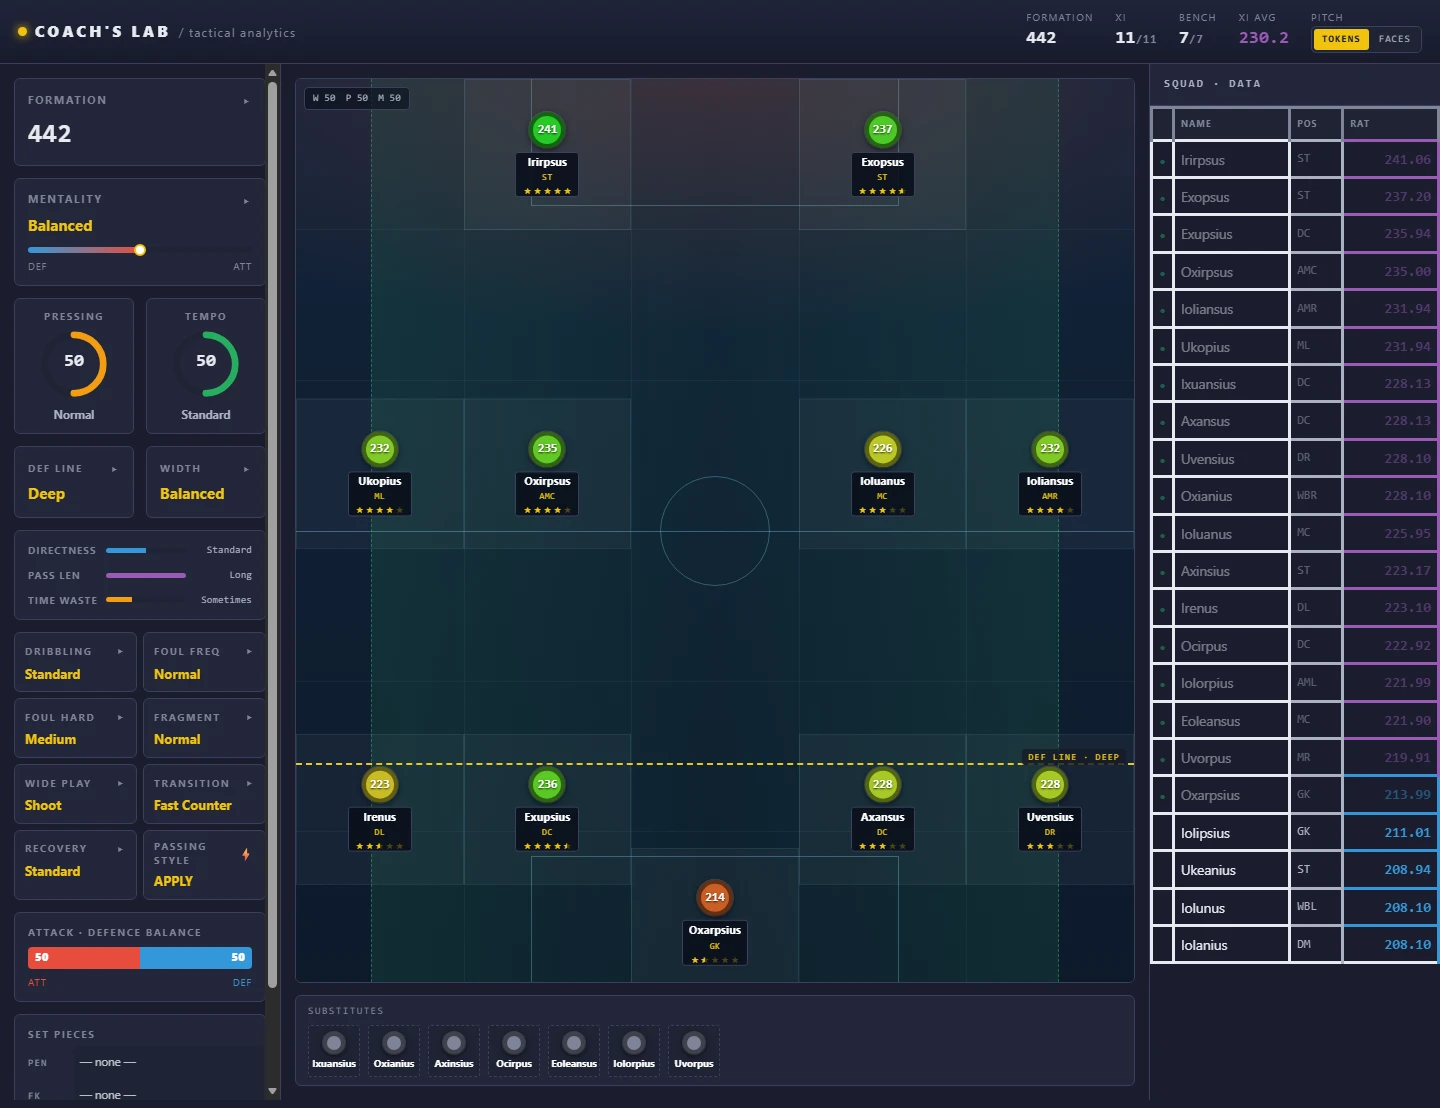 COACH'S LAB / tactical analytics
FORMATION
442
XI
11/11
BENCH
7/7
XI AVG
230.2
PITCH
TOKENS FACES
FORMATION
442
MENTALITY
Balanced
DEF ATT
PRESSING
50
Normal
TEMPO
50
Standard
DEF LINE
Deep
WIDTH
Balanced
DIRECTNESS Standard
PASS LEN Long
TIME WASTE Sometimes
DRIBBLING
Standard
FOUL FREQ
Normal
FOUL HARD
Medium
FRAGMENT
Normal
WIDE PLAY
Shoot
TRANSITION
Fast Counter
RECOVERY
Standard
PASSING
STYLE
APPLY
ATTACK · DEFENCE BALANCE
50 50
ATT DEF
SET PIECES
PEN — none —
FK — none —
W 50 P 50 M 50
241
Irirpsus
ST
237
Exopsus
ST
232
Ukopius
ML
235
Oxirpsus
AMC
226
Ioluanus
MC
232
Ioliansus
AMR
DEF LINE · DEEP
223
Irenus
DL
236
Exupsius
DC
228
Axansus
DC
228
Uvensius
DR
214
Oxarpsius
GK
SUBSTITUTES
Ixuansius
Oxianius
Axinsius
Ocirpus
Eoleansus
Iolorpius
Uvorpus
SQUAD · DATA
NAME POS RAT
Irirpsus ST 241.06
Exopsus ST 237.20
Exupsius DC 235.94
Oxirpsus AMC 235.00
Ioliansus AMR 231.94
Ukopius ML 231.94
Ixuansius DC 228.13
Axansus DC 228.13
Uvensius DR 228.10
Oxianius WBR 228.10
Ioluanus MC 225.95
Axinsius ST 223.17
Irenus DL 223.10
Ocirpus DC 222.92
Iolorpius AML 221.99
Eoleansus MC 221.90
Uvorpus MR 219.91
Oxarpsius GK 213.99
Iolipsius GK 211.01
Ukeanius ST 208.94
Iolunus WBL 208.10
Iolanius DM 208.10